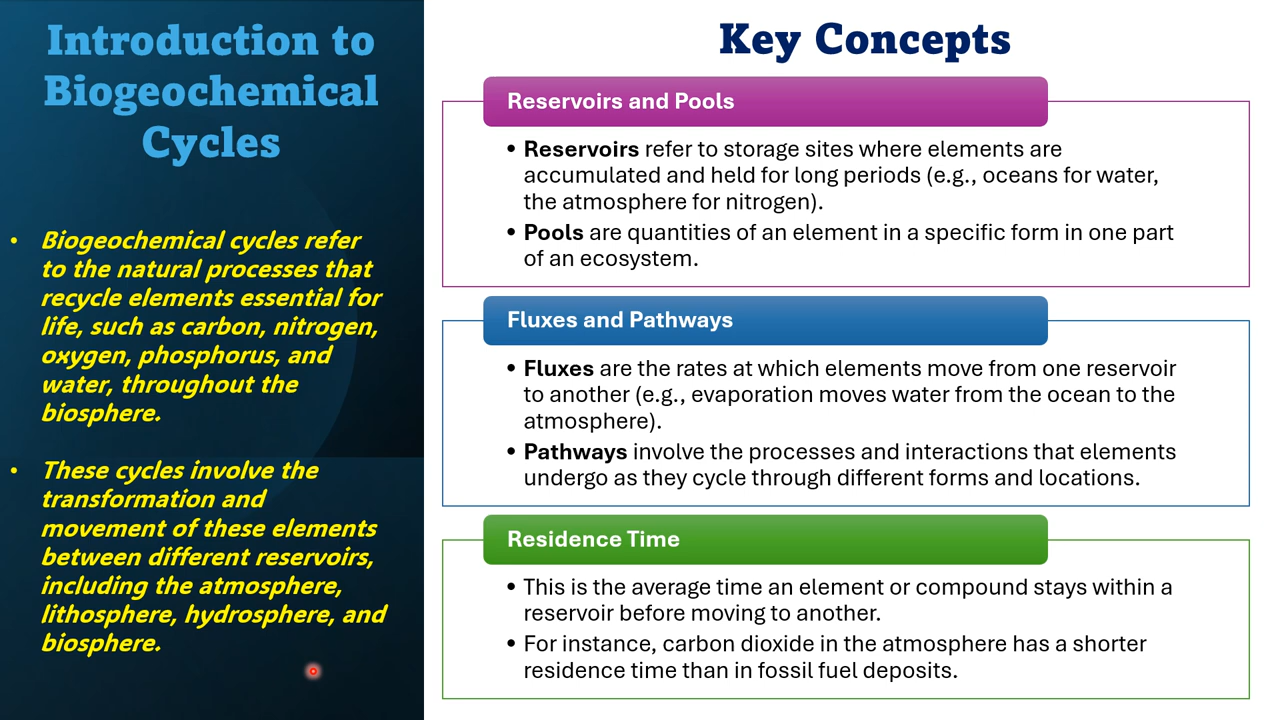 Introduction to
Biogeochemical
Cycles
• Biogeochemical cycles refer
to the natural processes that
recycle elements essential for
life, such as carbon, nitrogen,
oxygen, phosphorus, and
water, throughout the
biosphere.
• These cycles involve the
transformation and
movement of these elements
between different reservoirs,
including the atmosphere,
lithosphere, hydrosphere, and
biosphere.
Key Concepts
Reservoirs and Pools
• Reservoirs refer to storage sites where elements are
accumulated and held for long periods (e.g., oceans for water,
the atmosphere for nitrogen).
• Pools are quantities of an element in a specific form in one part
of an ecosystem.
Fluxes and Pathways
• Fluxes are the rates at which elements move from one reservoir
to another (e.g., evaporation moves water from the ocean to the
atmosphere).
• Pathways involve the processes and interactions that elements
undergo as they cycle through different forms and locations.
Residence Time
• This is the average time an element or compound stays within a
reservoir before moving to another.
• For instance, carbon dioxide in the atmosphere has a shorter
residence time than in fossil fuel deposits.